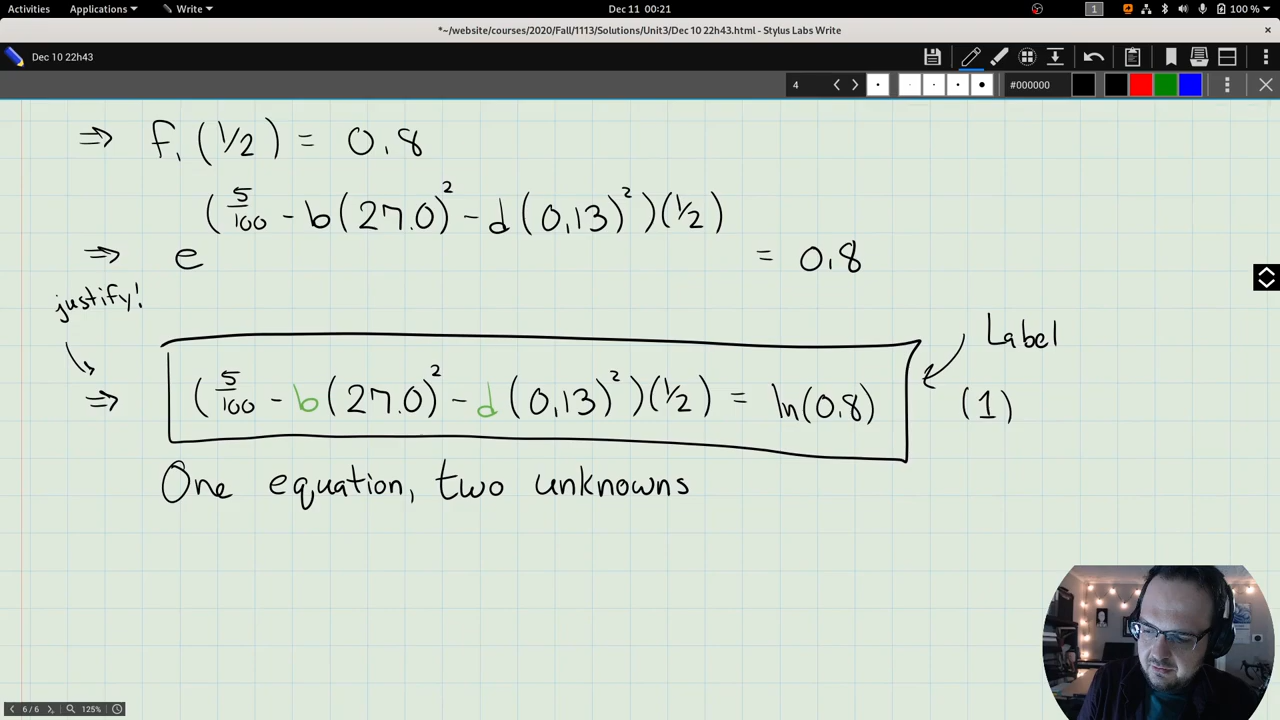 Activities Applications Write Dec 11 00:21 1 100 %
*~/website/courses/2020/Fall/1113/Solutions/Unit3/Dec 10 22h43.html - Stylus Labs Write
Dec 10 22h43
4 #000000
⇒ f₁(1/2) = 0.8
⇒ e^((5/100 - b(27.0)² - d(0.13)²)(1/2)) = 0.8
justify!
Label
⇒ (5/100 - b(27.0)² - d(0.13)²)(1/2) = ln(0.8) (1)
One equation, two unknowns
6/6 125%